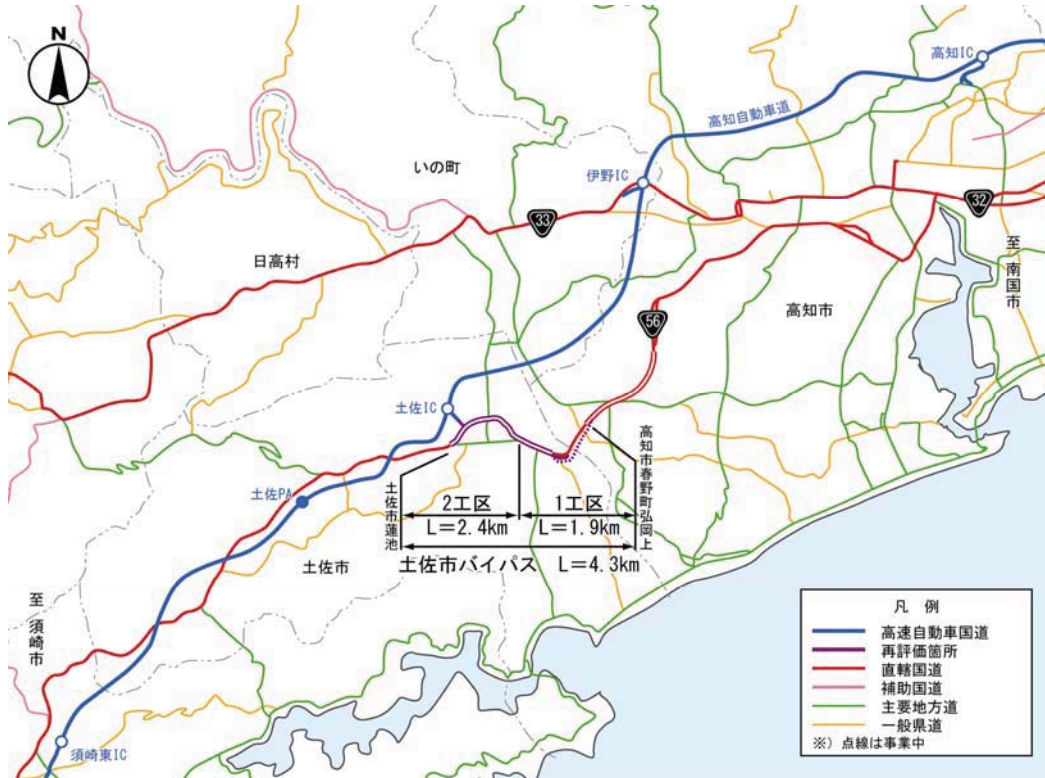 N
高知IC
高知自動車道
いの町
伊野IC
33
32
至 南国市
日高村
高知市
56
土佐IC
高知市春野町弘岡上
土佐市蓮池
土佐PA
2工区
1工区
L=2.4km
L=1.9km
土佐市バイパス L=4.3km
土佐市
至 須崎市
須崎東IC
凡 例
高速自動車国道
再評価箇所
直轄国道
補助国道
主要地方道
一般県道
※）点線は事業中